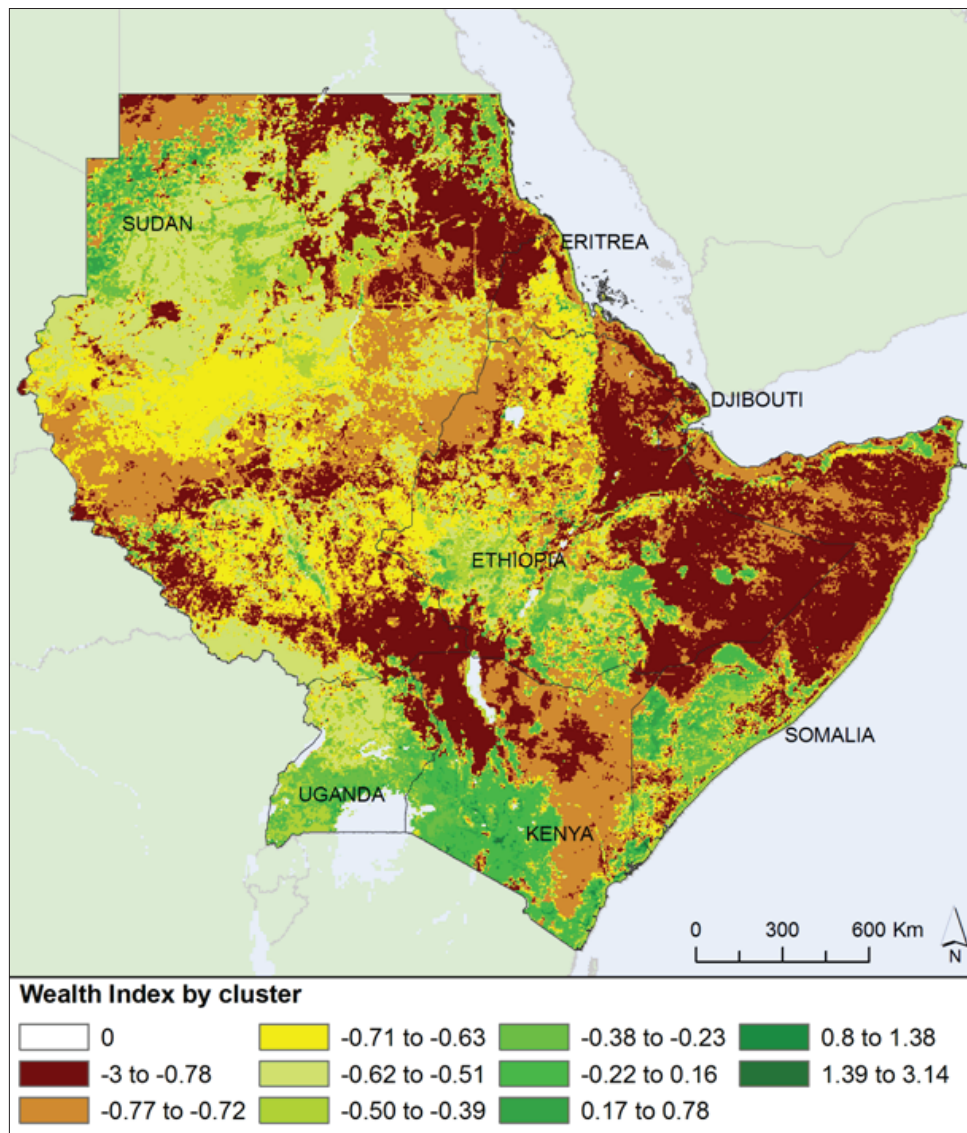 SUDAN
ERITREA
DJIBOUTI
ETHIOPIA
SOMALIA
UGANDA
KENYA
0 300 600 Km
N
Wealth Index by cluster
0 -0.71 to -0.63 -0.38 to -0.23 0.8 to 1.38
-3 to -0.78 -0.62 to -0.51 -0.22 to 0.16 1.39 to 3.14
-0.77 to -0.72 -0.50 to -0.39 0.17 to 0.78